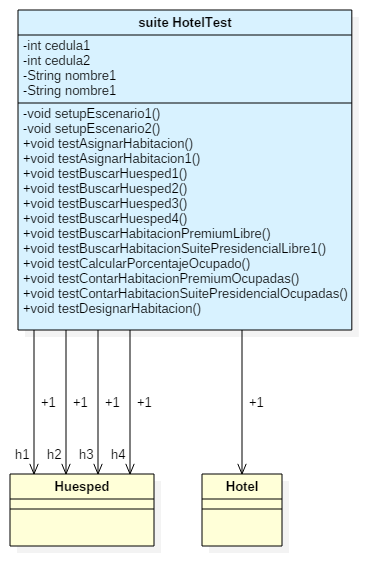 suite HotelTest
-int cedula1
-int cedula2
-String nombre1
-String nombre1
-void setupEscenario1()
-void setupEscenario2()
+void testAsignarHabitacion()
+void testAsignarHabitacion1()
+void testBuscarHuesped1()
+void testBuscarHuesped2()
+void testBuscarHuesped3()
+void testBuscarHuesped4()
+void testBuscarHabitacionPremiumLibre()
+void testBuscarHabitacionSuitePresidencialLibre1()
+void testCalcularPorcentajeOcupado()
+void testContarHabitacionPremiumOcupadas()
+void testContarHabitacionSuitePresidencialOcupadas()
+void testDesignarHabitacion()
+1 +1 +1 +1 +1
h1 h2 h3 h4
Huesped Hotel